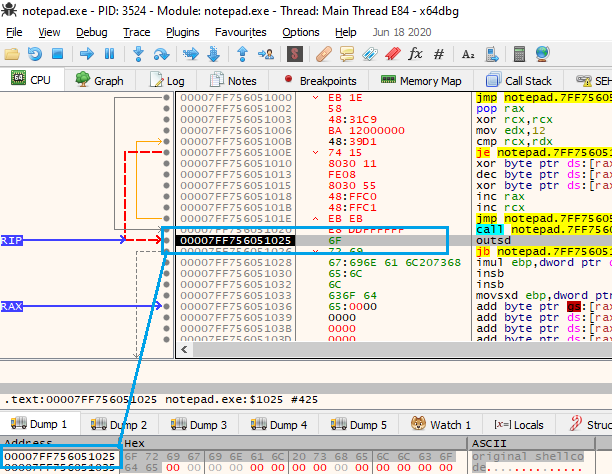 notepad.exe - PID: 3524 - Module: notepad.exe - Thread: Main Thread E84 - x64dbg
File View Debug Trace Plugins Favourites Options Help Jun 18 2020
CPU Graph Log Notes Breakpoints Memory Map Call Stack SEH
00007FF756051000 EB 1E jmp notepad.7FF756051
00007FF756051002 58 pop rax
00007FF756051003 48:31C9 xor rcx,rcx
00007FF756051006 BA 12000000 mov edx,12
00007FF75605100B 48:39D1 cmp rcx,rdx
00007FF75605100E 74 15 je notepad.7FF7560510
00007FF756051010 8030 11 xor byte ptr ds:[rax
00007FF756051013 FE08 dec byte ptr ds:[rax
00007FF756051015 8030 55 xor byte ptr ds:[rax
00007FF756051018 48:FFC0 inc rax
00007FF75605101B 48:FFC1 inc rcx
00007FF75605101E EB EB jmp notepad.7FF756051
00007FF756051020 E8 DDFFFFFF call notepad.7FF75605
RIP 00007FF756051025 6F outsd
72 69 jb notepad.7FF7560510
00007FF756051028 67:696E 61 6C207368 imul ebp,dword ptr d
00007FF756051030 65:6C insb
00007FF756051032 6C insb
00007FF756051033 636F 64 movsxd ebp,dword ptr
RAX 00007FF756051036 65:0000 add byte ptr gs:[rax
00007FF756051039 0000 add byte ptr ds:[rax
00007FF75605103B 0000 add byte ptr ds:[rax
00007FF75605103D 0000 add byte ptr ds:[rax
.text:00007FF756051025 notepad.exe:$1025 #425
Dump 1 Dump 2 Dump 3 Dump 4 Dump 5 Watch 1 Locals Struc
Address Hex ASCII
00007FF756051025 6F 72 69 67 69 6E 61 6C 20 73 68 65 6C 6C 63 6F original shellco
00007FF756051035 64 65 00 00 00 00 00 00 00 00 00 00 00 00 00 00 de..............